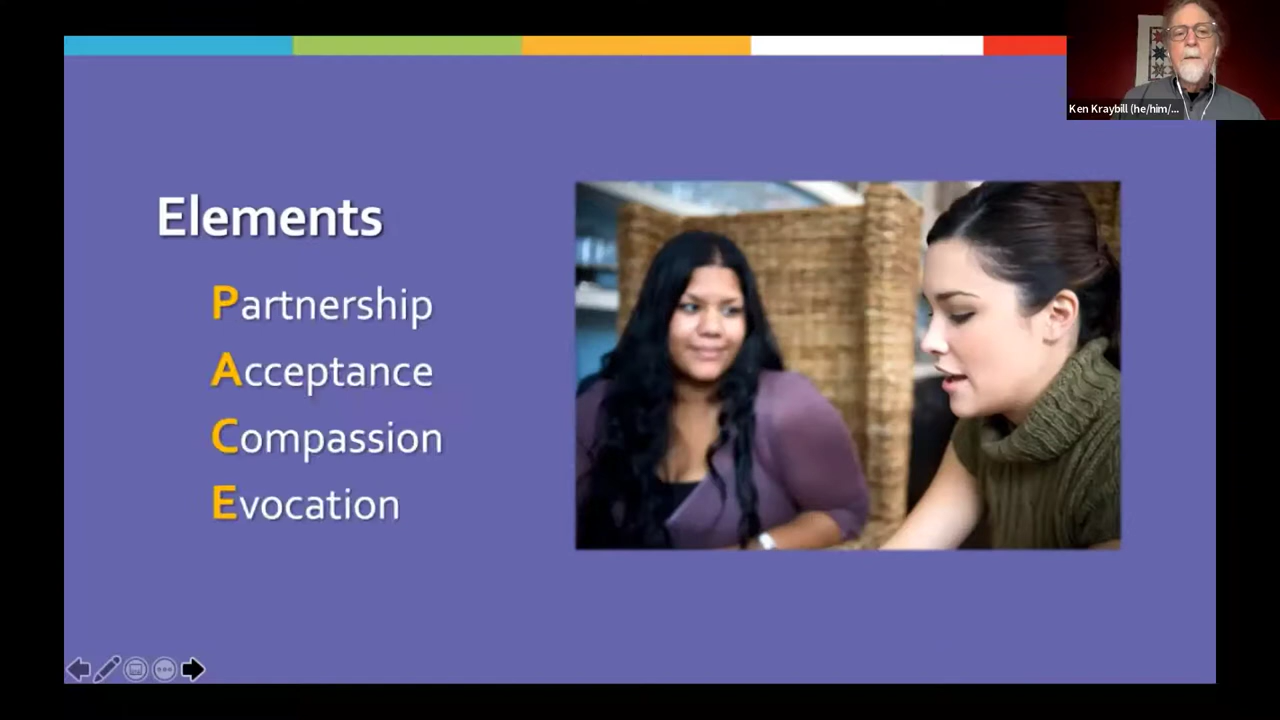 Ken Kraybill (he/him/...
Elements
Partnership
Acceptance
Compassion
Evocation